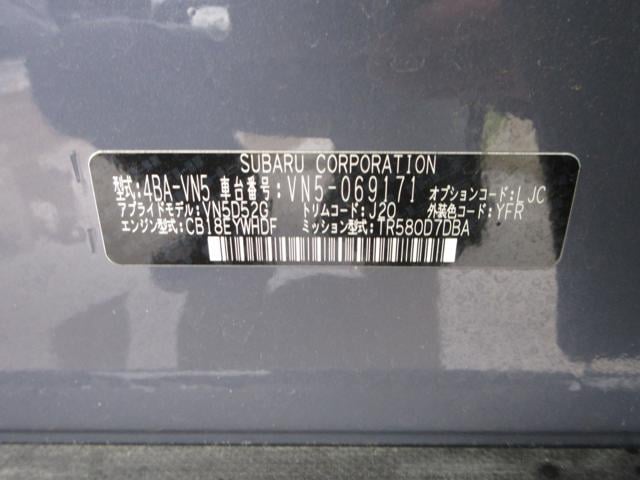 SUBARU CORPORATION
型式:4BA-VN5 車台番号:VN5-069171 オプションコード:LJC
アプライドモデル:VN5D52G トリムコード:J20 外装色コード:YFR
エンジン型式:CB18EYWHDF ミッション型式:TR580D7DBA